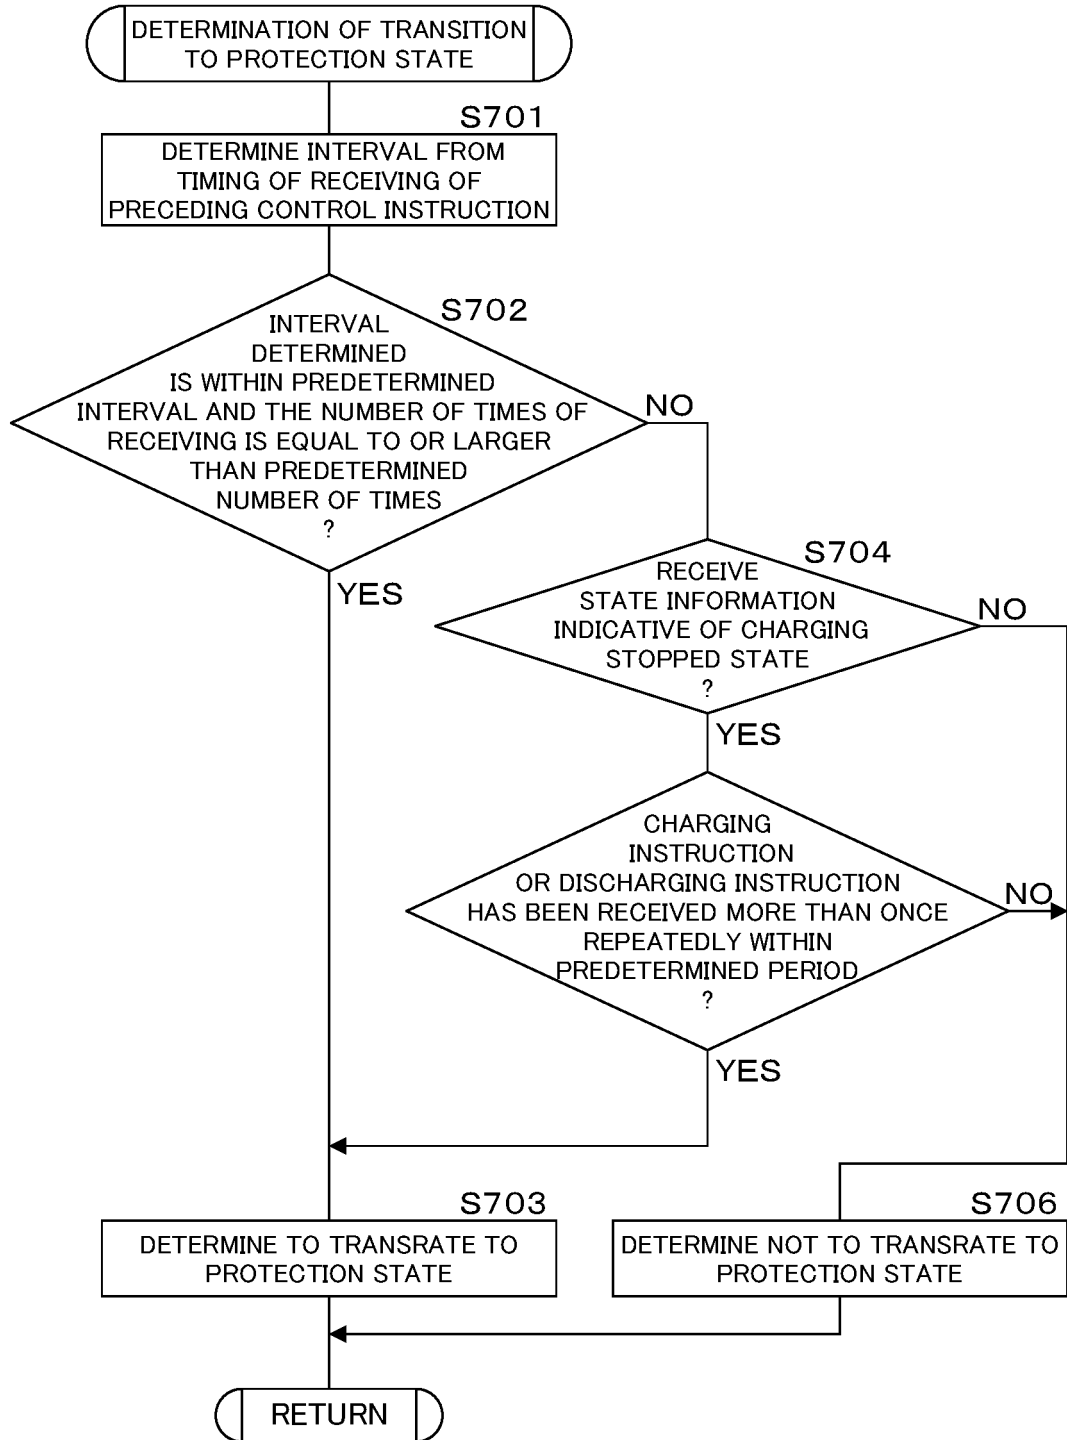 DETERMINATION OF TRANSITION
TO PROTECTION STATE
S701
DETERMINE INTERVAL FROM
TIMING OF RECEIVING OF
PRECEDING CONTROL INSTRUCTION
S702
INTERVAL
DETERMINED
IS WITHIN PREDETERMINED
INTERVAL AND THE NUMBER OF TIMES OF
RECEIVING IS EQUAL TO OR LARGER
THAN PREDETERMINED
NUMBER OF TIMES
?
NO
YES
S704
RECEIVE
STATE INFORMATION
INDICATIVE OF CHARGING
STOPPED STATE
?
NO
YES
CHARGING
INSTRUCTION
OR DISCHARGING INSTRUCTION
HAS BEEN RECEIVED MORE THAN ONCE
REPEATEDLY WITHIN
PREDETERMINED PERIOD
?
NO
YES
S703
DETERMINE TO TRANSRATE TO
PROTECTION STATE
S706
DETERMINE NOT TO TRANSRATE TO
PROTECTION STATE
RETURN